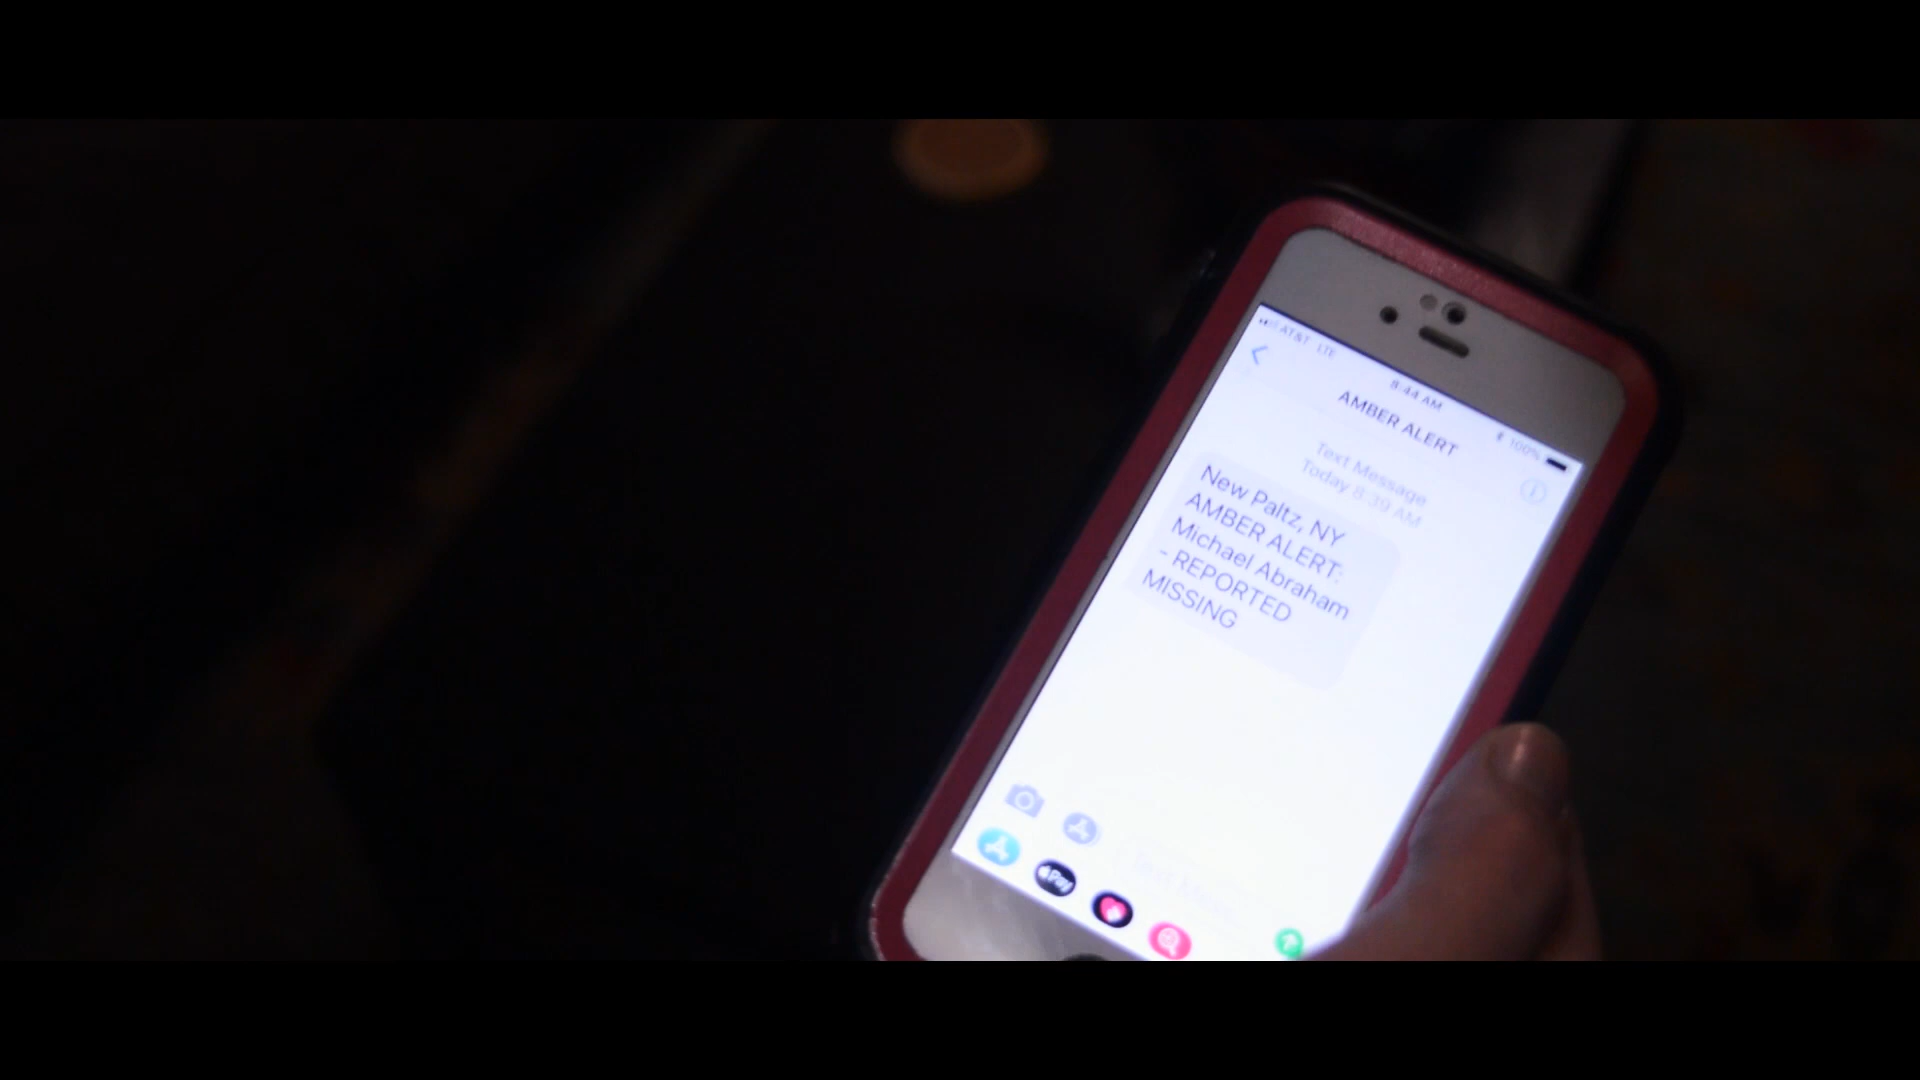 AT&T LTE
8:44 AM
100%
AMBER ALERT
Text Message
Today 8:39 AM
New Paltz, NY
AMBER ALERT:
Michael Abraham
- REPORTED
MISSING
Pay